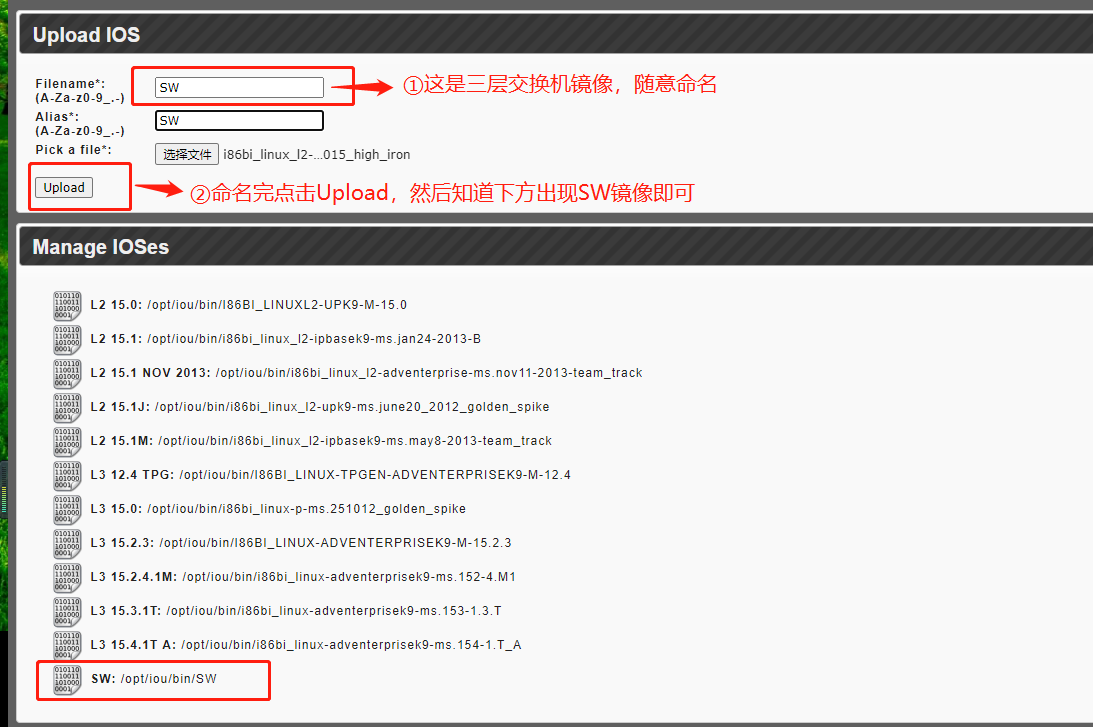 Upload IOS
Filename*:
(A-Za-z0-9_.-)
SW
①这是三层交换机镜像，随意命名
Alias*:
(A-Za-z0-9_.-)
SW
Pick a file*:
选择文件 i86bi_linux_l2-...015_high_iron
Upload
②命名完点击Upload，然后知道下方出现SW镜像即可
Manage IOSes
L2 15.0: /opt/iou/bin/I86BI_LINUXL2-UPK9-M-15.0
L2 15.1: /opt/iou/bin/i86bi_linux_l2-ipbasek9-ms.jan24-2013-B
L2 15.1 NOV 2013: /opt/iou/bin/i86bi_linux_l2-adventerprise-ms.nov11-2013-team_track
L2 15.1J: /opt/iou/bin/i86bi_linux_l2-upk9-ms.june20_2012_golden_spike
L2 15.1M: /opt/iou/bin/i86bi_linux_l2-ipbasek9-ms.may8-2013-team_track
L3 12.4 TPG: /opt/iou/bin/I86BI_LINUX-TPGEN-ADVENTERPRISEK9-M-12.4
L3 15.0: /opt/iou/bin/i86bi_linux-p-ms.251012_golden_spike
L3 15.2.3: /opt/iou/bin/I86BI_LINUX-ADVENTERPRISEK9-M-15.2.3
L3 15.2.4.1M: /opt/iou/bin/i86bi_linux-adventerprisek9-ms.152-4.M1
L3 15.3.1T: /opt/iou/bin/i86bi_linux-adventerprisek9-ms.153-1.3.T
L3 15.4.1T A: /opt/iou/bin/i86bi_linux-adventerprisek9-ms.154-1.T_A
SW: /opt/iou/bin/SW